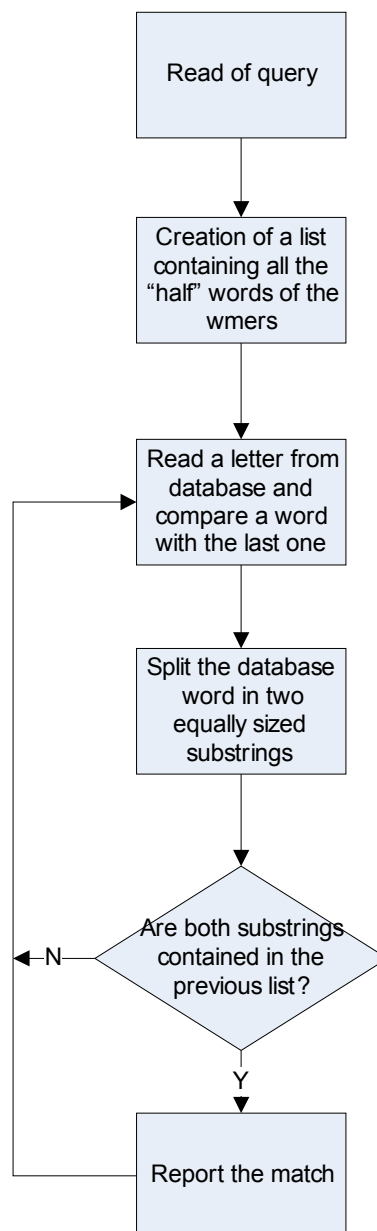 Read of query
Creation of a list
containing all the
“half” words of the
wmers
Read a letter from
database and
compare a word
with the last one
Split the database
word in two
equally sized
substrings
Are both substrings
contained in the
previous list?
N
Y
Report the match